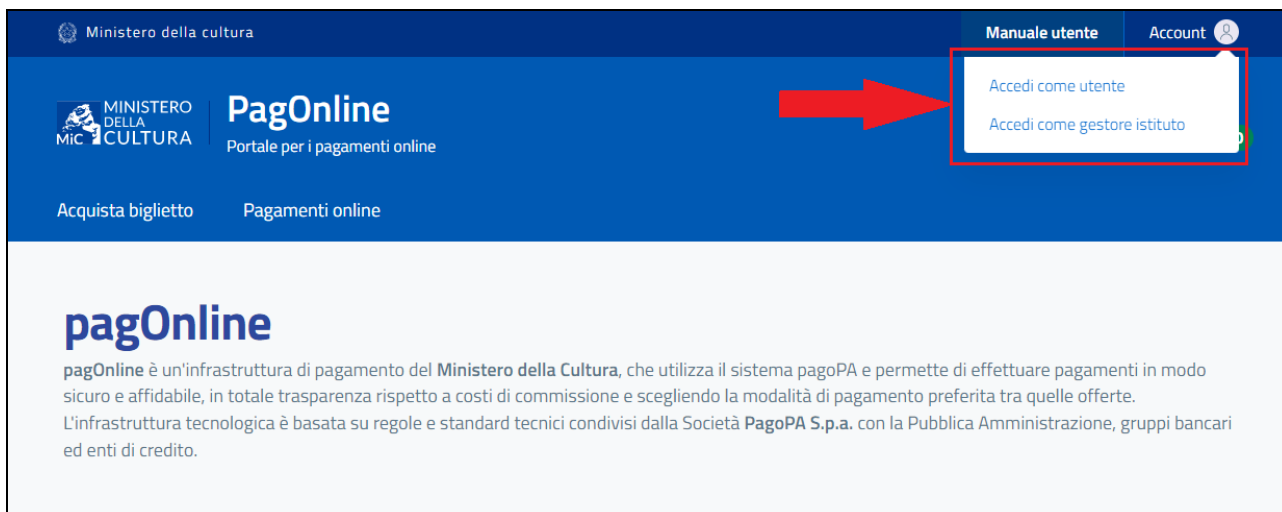 Ministero della cultura
Manuale utente
Account
Accedi come utente
Accedi come gestore istituto
MiC
MINISTERO
DELLA
CULTURA
PagOnline
Portale per i pagamenti online
Acquista biglietto
Pagamenti online
pagOnline
pagOnline è un'infrastruttura di pagamento del Ministero della Cultura, che utilizza il sistema pagoPA e permette di effettuare pagamenti in modo
sicuro e affidabile, in totale trasparenza rispetto a costi di commissione e scegliendo la modalità di pagamento preferita tra quelle offerte.
L'infrastruttura tecnologica è basata su regole e standard tecnici condivisi dalla Società PagoPA S.p.a. con la Pubblica Amministrazione, gruppi bancari
ed enti di credito.